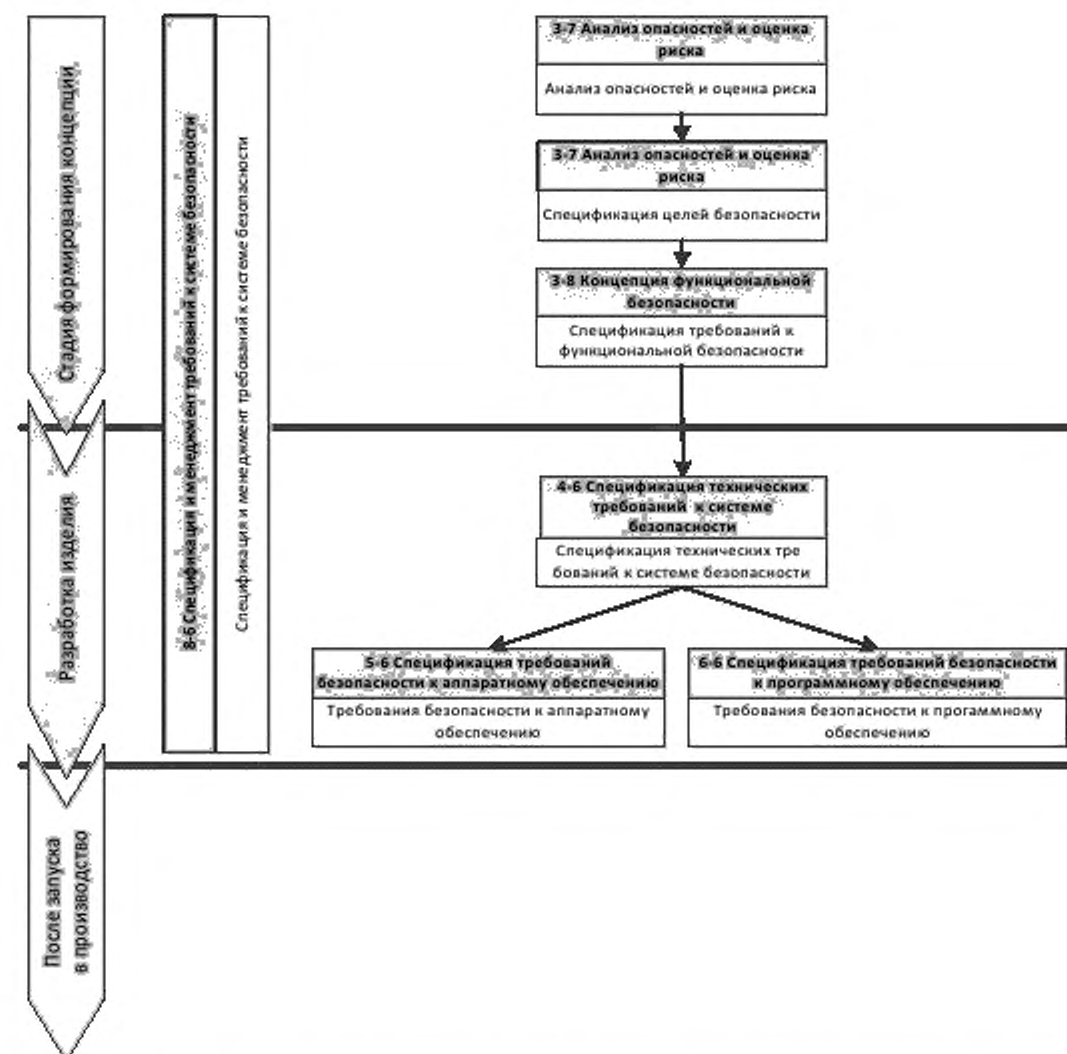 Стадия формирования концепции
Разработка изделия
После запуска
в производство
8-6 Спецификация и менеджмент требований к системе безопасности
Спецификация и менеджмент требований к системе безопасности
3-7 Анализ опасностей и оценка
риска
Анализ опасностей и оценка риска
3-7 Анализ опасностей и оценка
риска
Спецификация целей безопасности
3-8 Концепция функциональной
безопасности
Спецификация требований к
функциональной безопасности
4-6 Спецификация технических
требований к системе
безопасности
Спецификация технических тре
бований к системе безопасности
5-6 Спецификация требований
безопасности к аппаратному обеспечению
Требования безопасности к аппаратному
обеспечению
6-6 Спецификация требований безопасности
к программному обеспечению
Требования безопасности к прогаммному
обеспечению